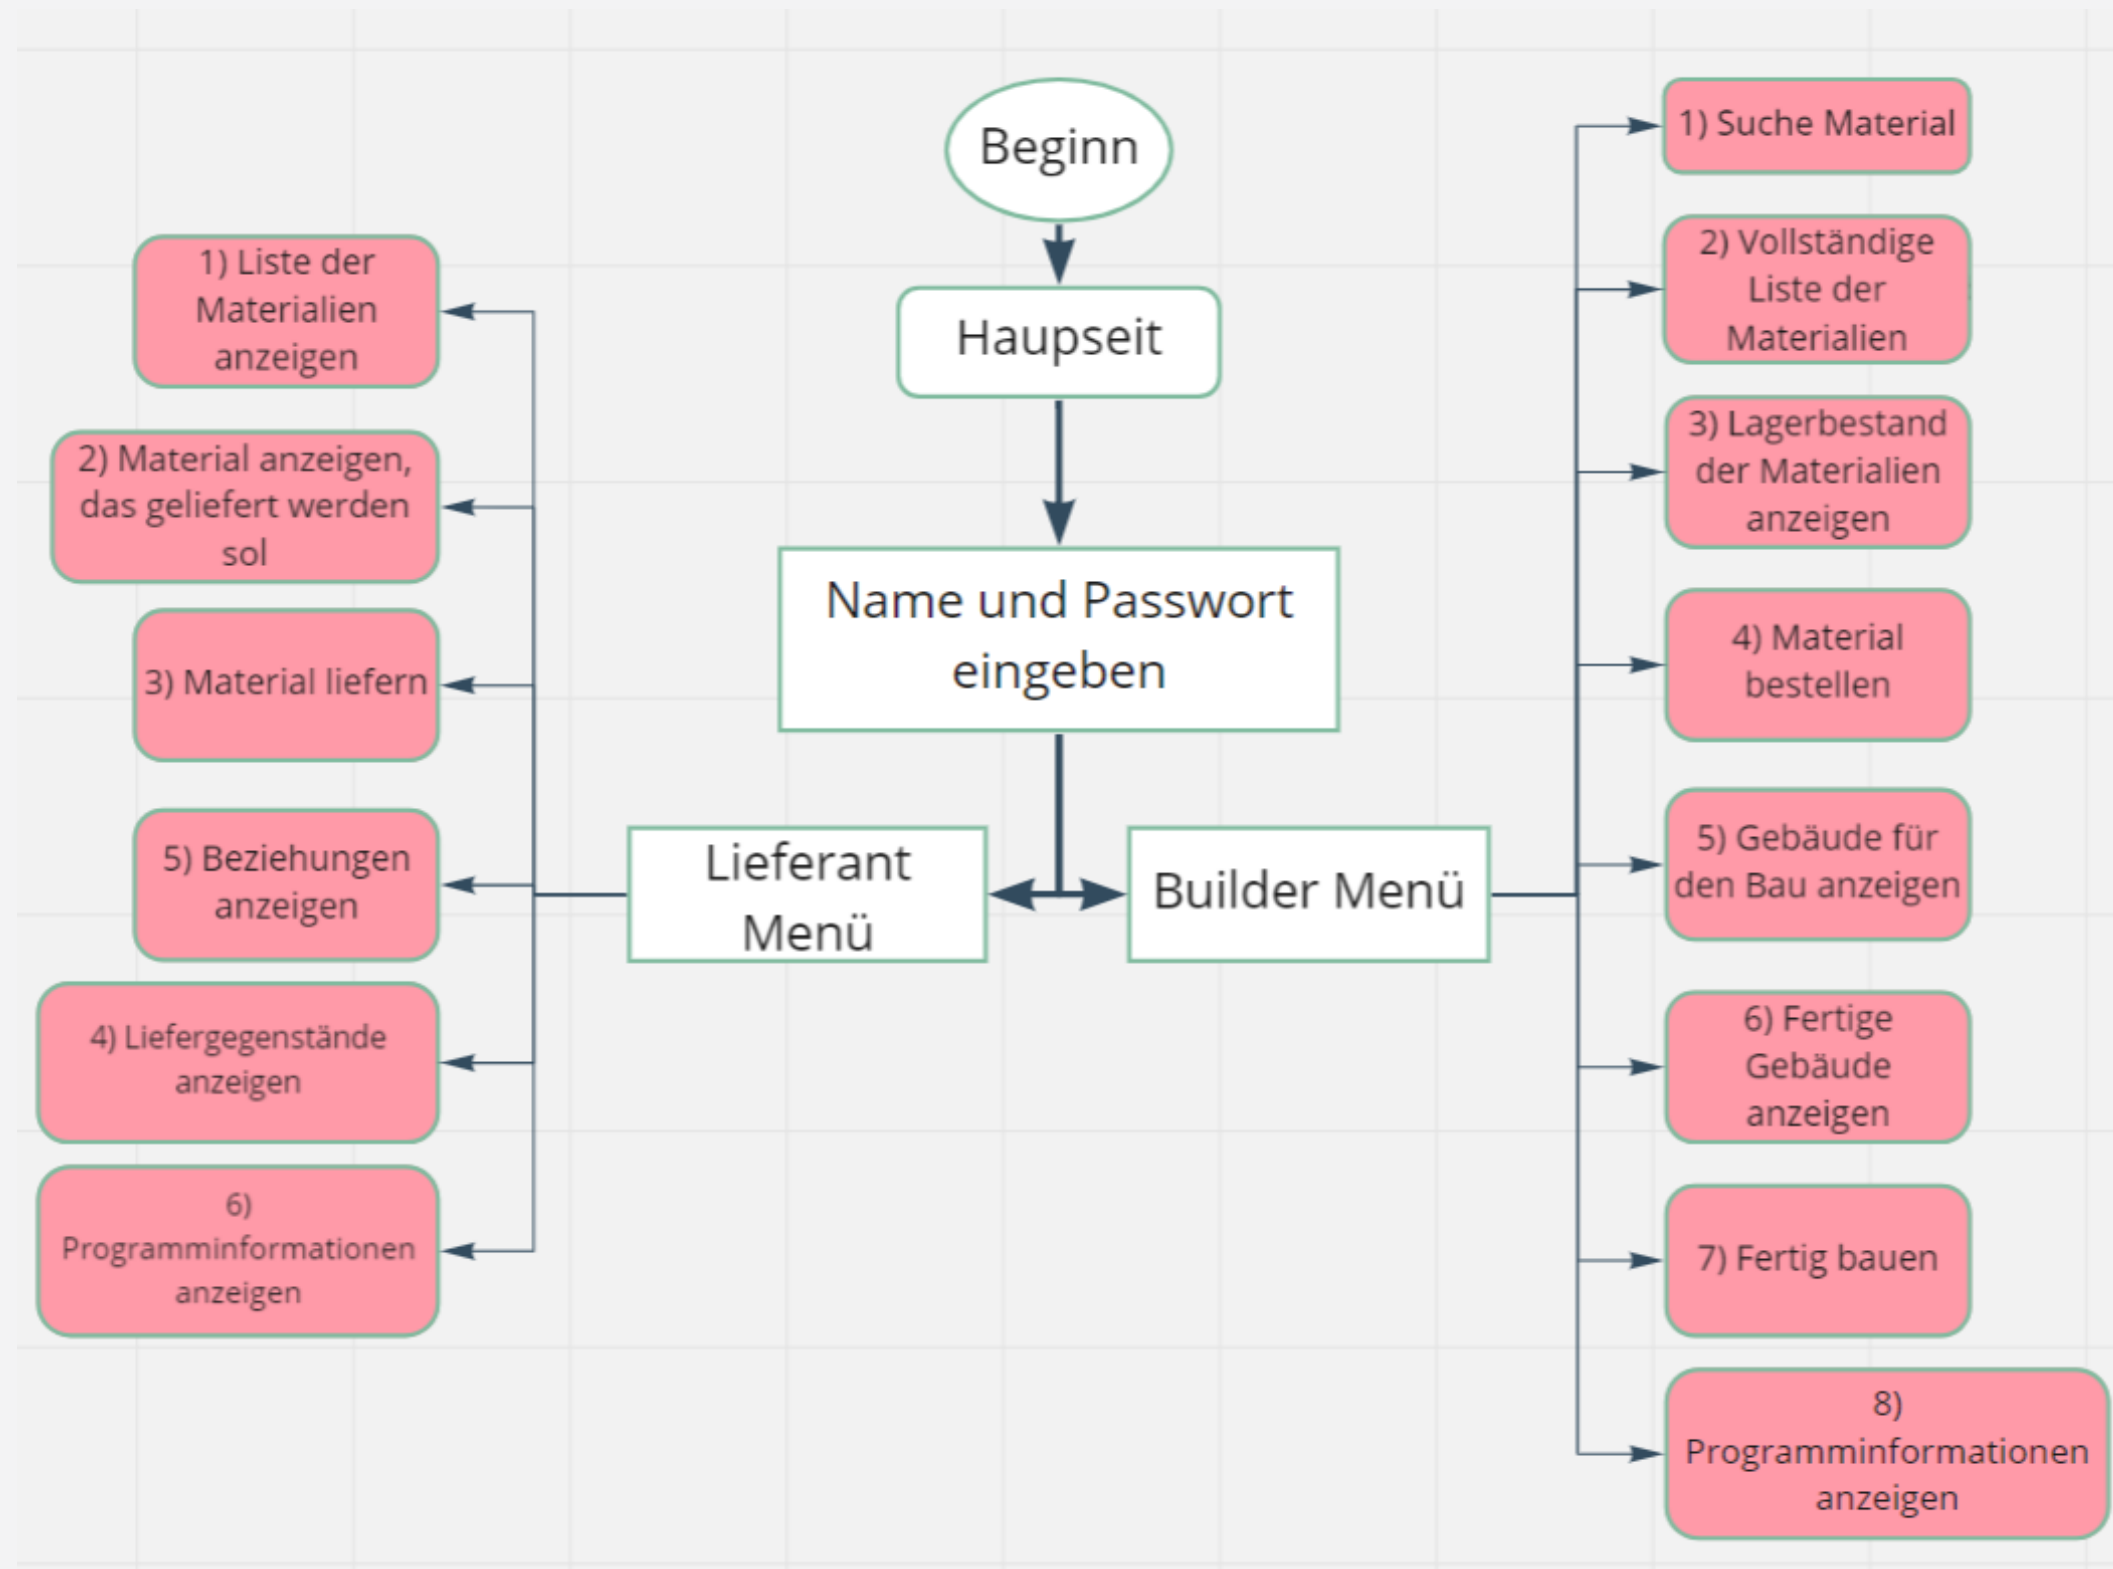 Beginn
Haupseit
Name und Passwort
eingeben
Lieferant
Menü
Builder Menü
1) Liste der
Materialien
anzeigen
2) Material anzeigen,
das geliefert werden
sol
3) Material liefern
5) Beziehungen
anzeigen
4) Liefergegenstände
anzeigen
6)
Programminformationen
anzeigen
1) Suche Material
2) Vollständige
Liste der
Materialien
3) Lagerbestand
der Materialien
anzeigen
4) Material
bestellen
5) Gebäude für
den Bau anzeigen
6) Fertige
Gebäude
anzeigen
7) Fertig bauen
8)
Programminformationen
anzeigen